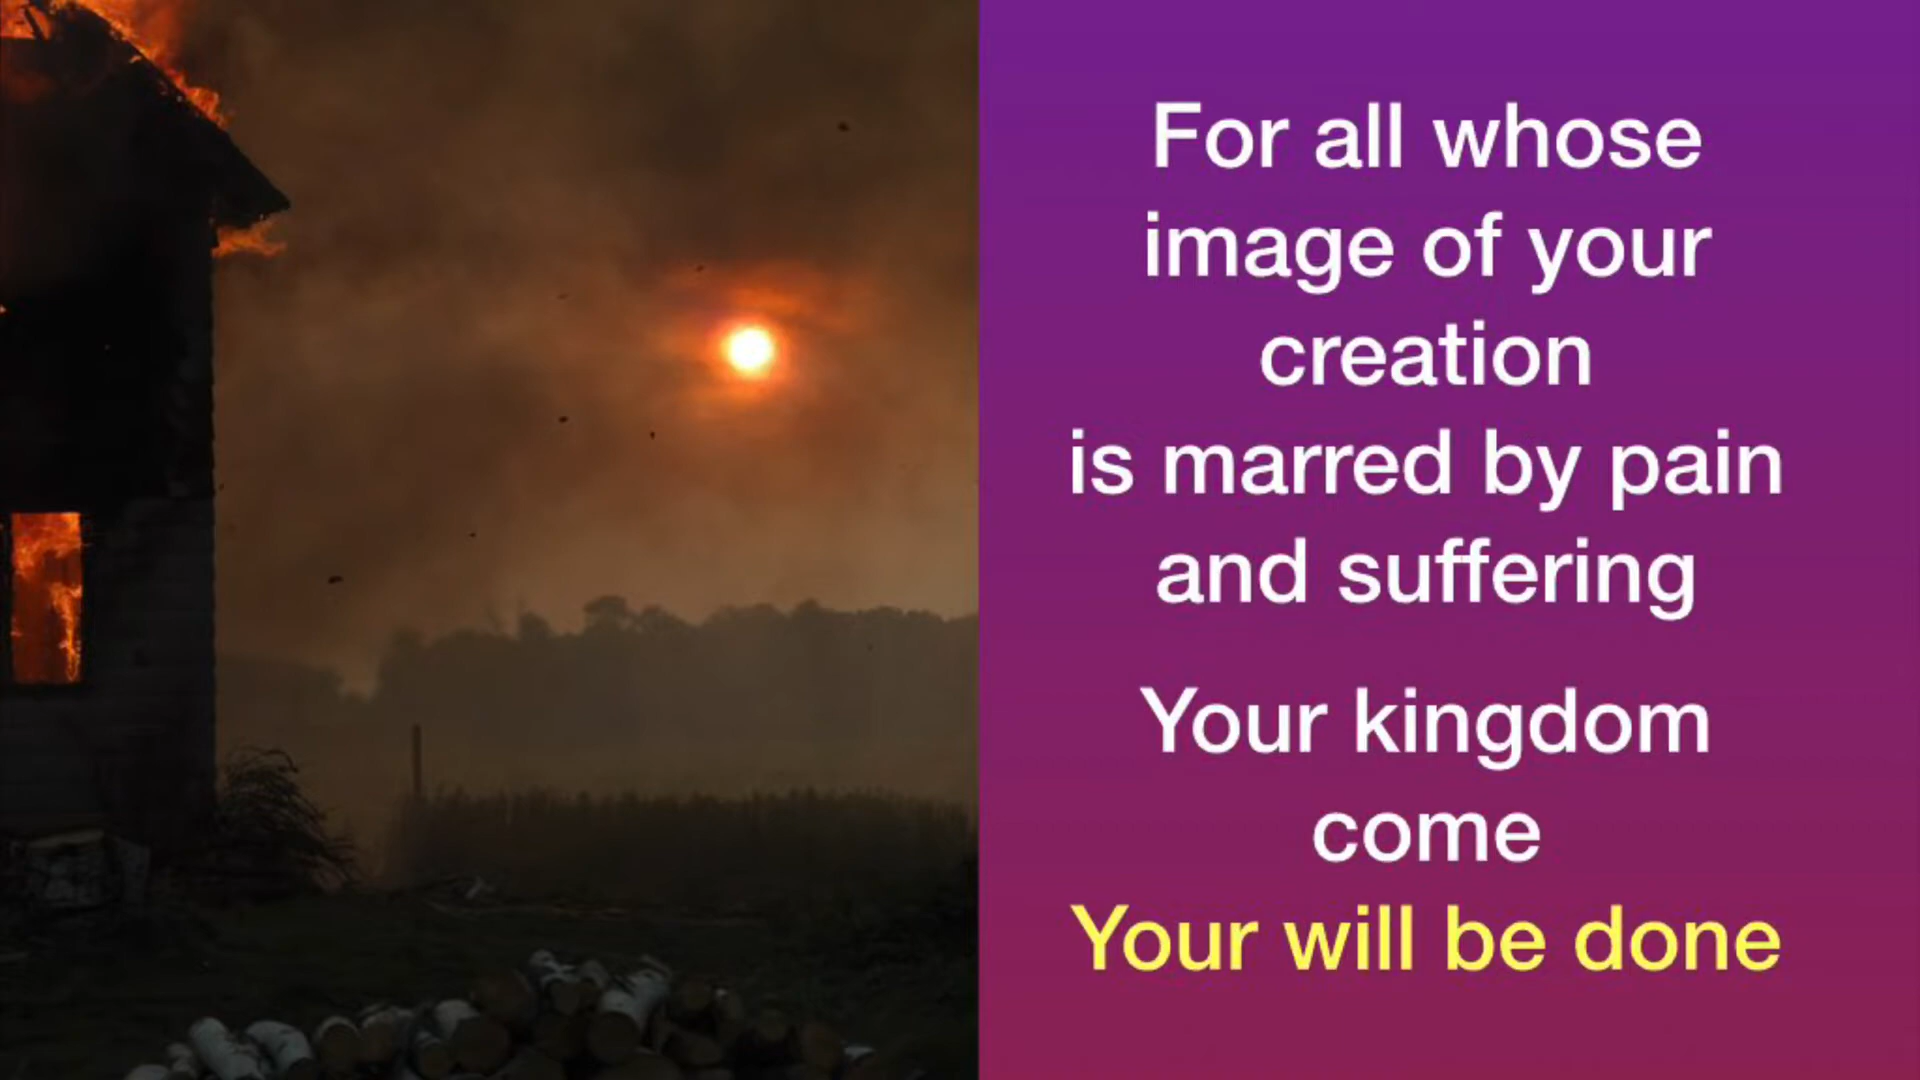 For all whose
image of your
creation
is marred by pain
and suffering
Your kingdom
come
Your will be done